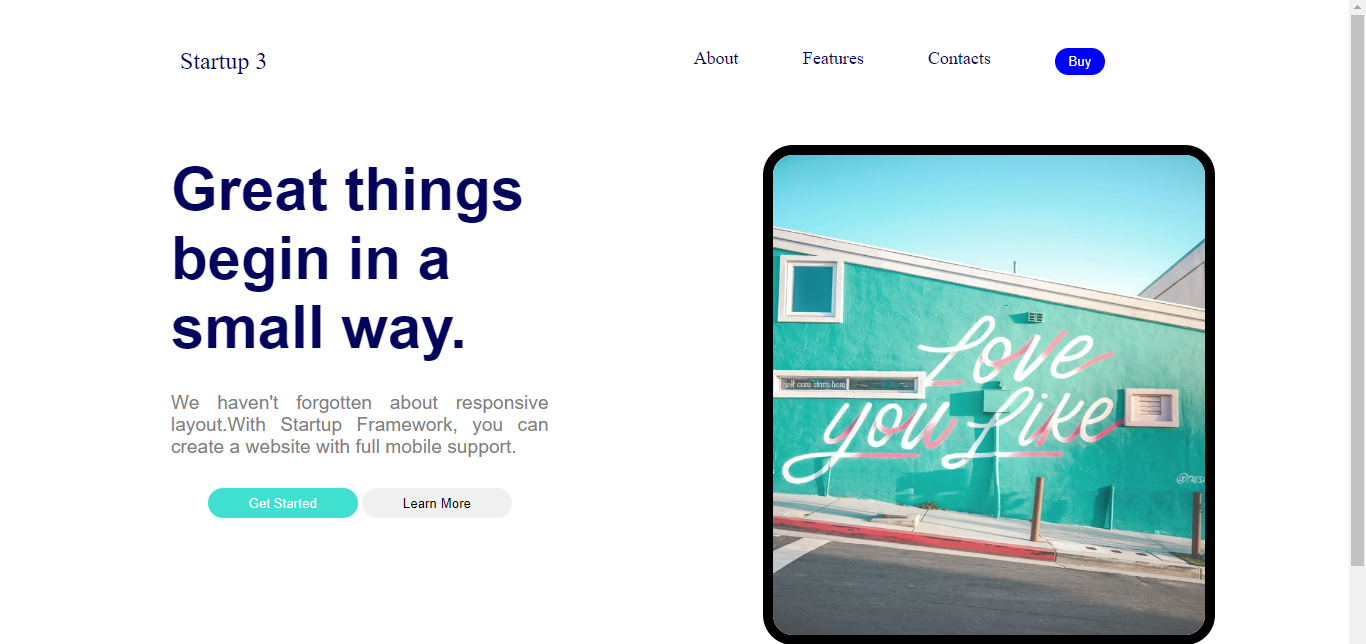 Startup 3
About Features Contacts Buy
Great things
begin in a
small way.
We haven't forgotten about responsive
layout.With Startup Framework, you can
create a website with full mobile support.
Get Started Learn More
Love
you Like
self care starts here